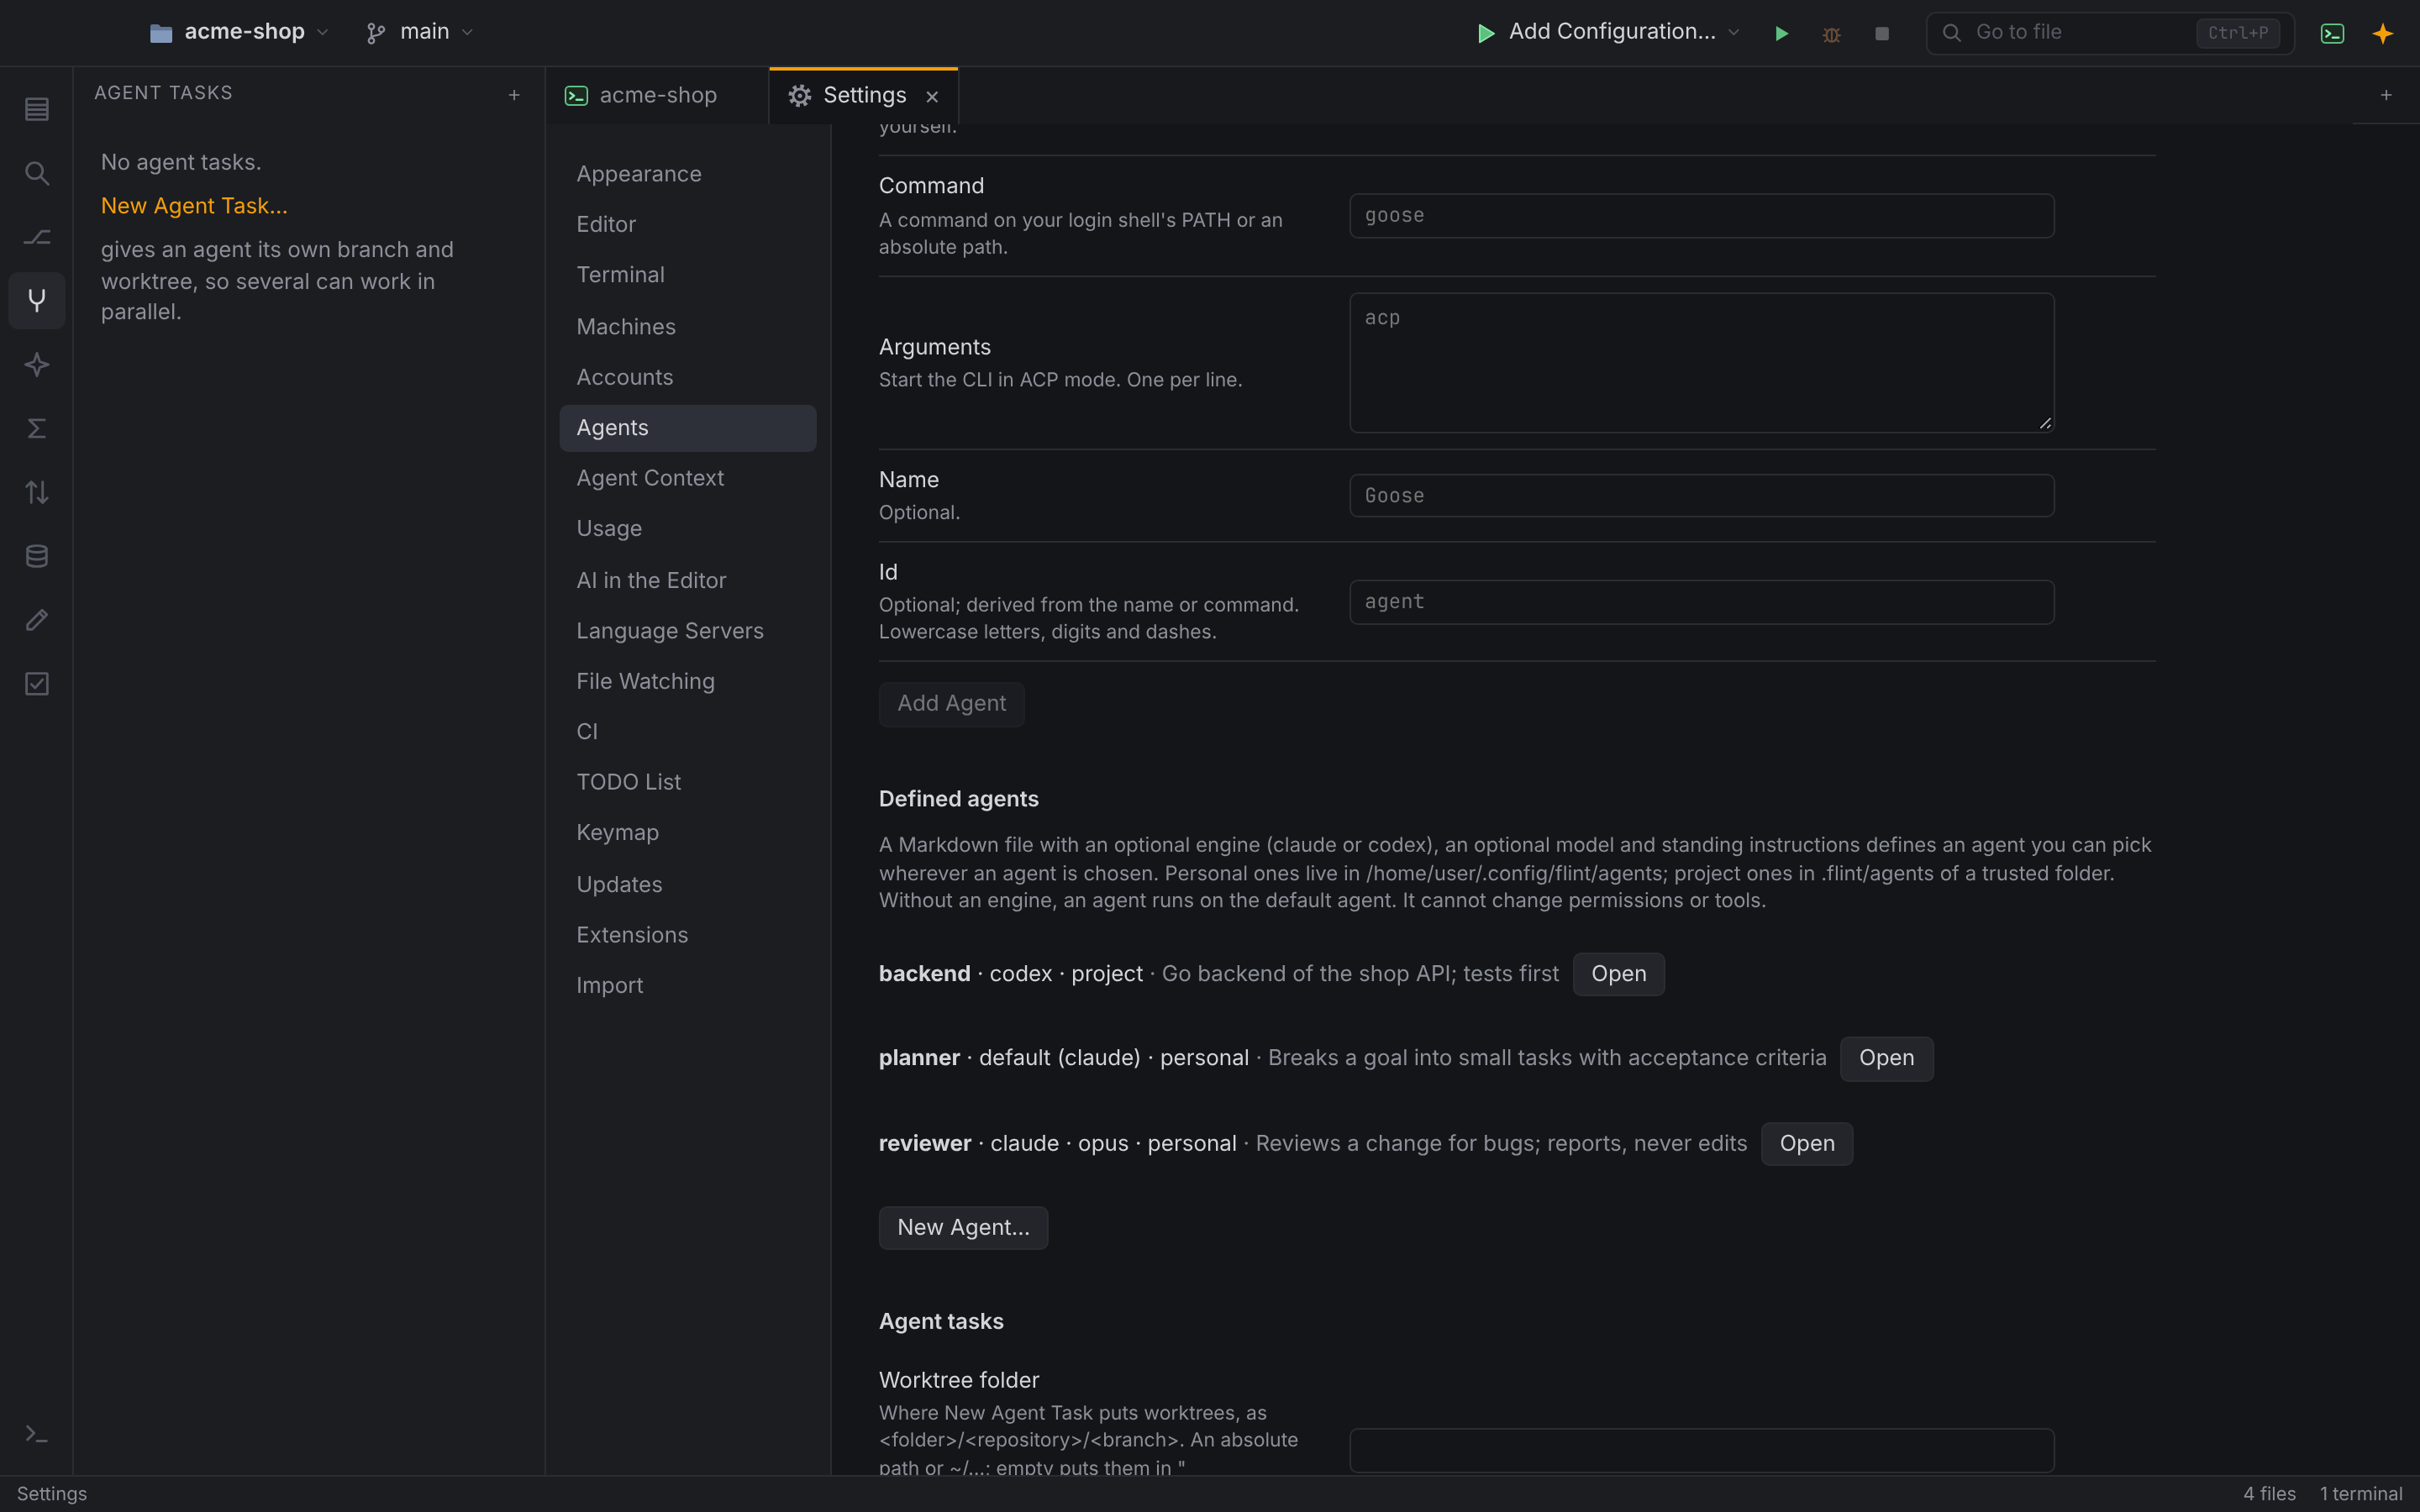 acme-shop
main
Add Configuration...
Go to file
Ctrl+P
AGENT TASKS
+
No agent tasks.
New Agent Task...
gives an agent its own branch and
worktree, so several can work in
parallel.
acme-shop
Settings
×
+
Appearance
Editor
Terminal
Machines
Accounts
Agents
Agent Context
Usage
AI in the Editor
Language Servers
File Watching
CI
TODO List
Keymap
Updates
Extensions
Import
yourself.
Command
A command on your login shell's PATH or an
absolute path.
goose
Arguments
Start the CLI in ACP mode. One per line.
acp
Name
Optional.
Goose
Id
Optional; derived from the name or command.
Lowercase letters, digits and dashes.
agent
Add Agent
Defined agents
A Markdown file with an optional engine (claude or codex), an optional model and standing instructions defines an agent you can pick
wherever an agent is chosen. Personal ones live in /home/user/.config/flint/agents; project ones in .flint/agents of a trusted folder.
Without an engine, an agent runs on the default agent. It cannot change permissions or tools.
backend · codex · project · Go backend of the shop API; tests first Open
planner · default (claude) · personal · Breaks a goal into small tasks with acceptance criteria Open
reviewer · claude · opus · personal · Reviews a change for bugs; reports, never edits Open
New Agent...
Agent tasks
Worktree folder
Where New Agent Task puts worktrees, as
<folder>/<repository>/<branch>. An absolute
path or ~/...; empty puts them in "
Settings
4 files
1 terminal